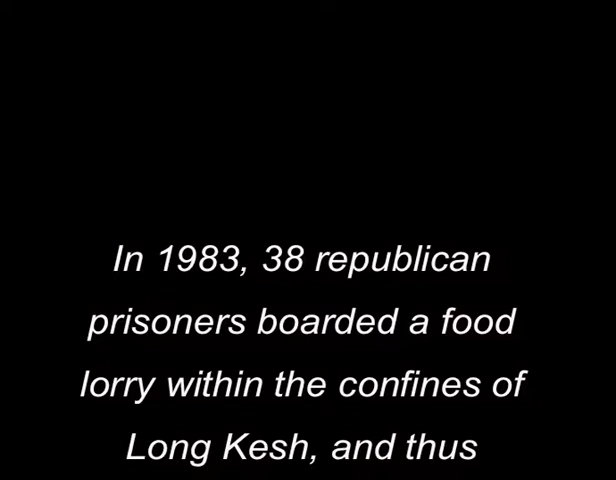 In 1983, 38 republican
prisoners boarded a food
lorry within the confines of
Long Kesh, and thus